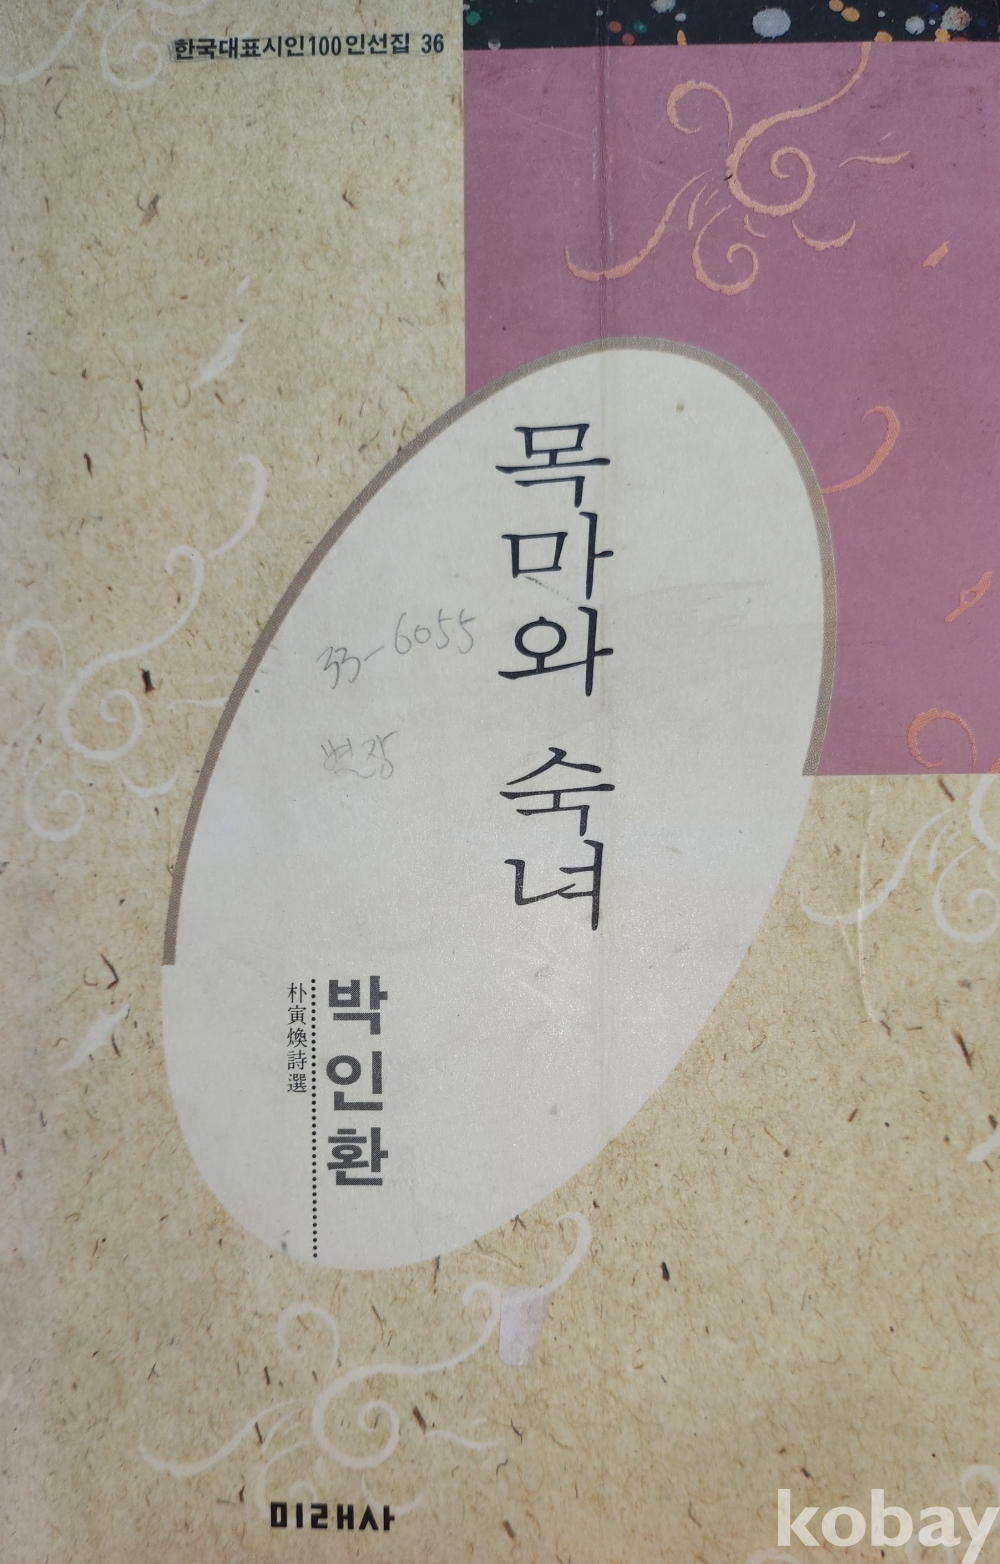 한국대표시인100인선집 36
목마와 숙녀
53-6055
박인환
朴寅煥詩選
미래사
kobay